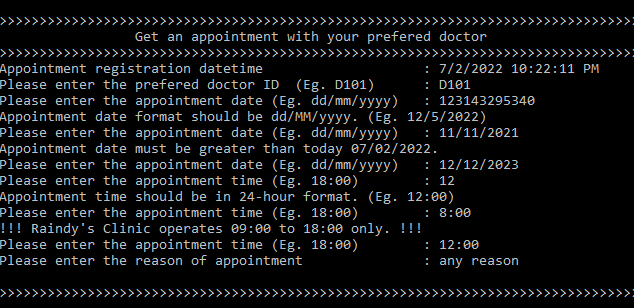 >>>>>>>>>>>>>>>>>>>>>>>>>>>>>>>>>>>>>>>>>>>>>>>>>>>>>>>>>>>>>>>>>>>>>>>>>>>>>>>
Get an appointment with your prefered doctor
>>>>>>>>>>>>>>>>>>>>>>>>>>>>>>>>>>>>>>>>>>>>>>>>>>>>>>>>>>>>>>>>>>>>>>>>>>>>>>>
Appointment registration datetime                    : 7/2/2022 10:22:11 PM
Please enter the prefered doctor ID  (Eg. D101)      : D101
Please enter the appointment date (Eg. dd/mm/yyyy)   : 123143295340
Appointment date format should be dd/MM/yyyy. (Eg. 12/5/2022)
Please enter the appointment date (Eg. dd/mm/yyyy)   : 11/11/2021
Appointment date must be greater than today 07/02/2022.
Please enter the appointment date (Eg. dd/mm/yyyy)   : 12/12/2023
Please enter the appointment time (Eg. 18:00)        : 12
Appointment time should be in 24-hour format. (Eg. 12:00)
Please enter the appointment time (Eg. 18:00)        : 8:00
!!! Raindy's Clinic operates 09:00 to 18:00 only. !!!
Please enter the appointment time (Eg. 18:00)        : 12:00
Please enter the reason of appointment               : any reason
>>>>>>>>>>>>>>>>>>>>>>>>>>>>>>>>>>>>>>>>>>>>>>>>>>>>>>>>>>>>>>>>>>>>>>>>>>>>>>>